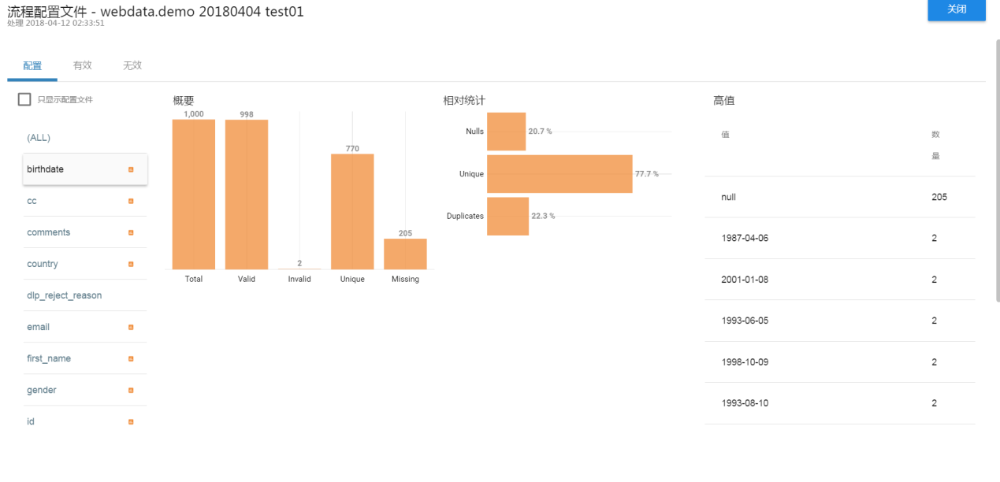 流程配置文件 - webdata.demo 20180404 test01
关闭
处理 2018-04-12 02:33:51
配置
有效
无效
只显示配置文件
(ALL)
birthdate
cc
comments
country
dlp_reject_reason
email
first_name
gender
id
概要
1,000
998
2
770
205
Total
Valid
Invalid
Unique
Missing
相对统计
Nulls
20.7 %
Unique
77.7 %
Duplicates
22.3 %
高值
值
数
量
null
205
1987-04-06
2
2001-01-08
2
1993-06-05
2
1998-10-09
2
1993-08-10
2